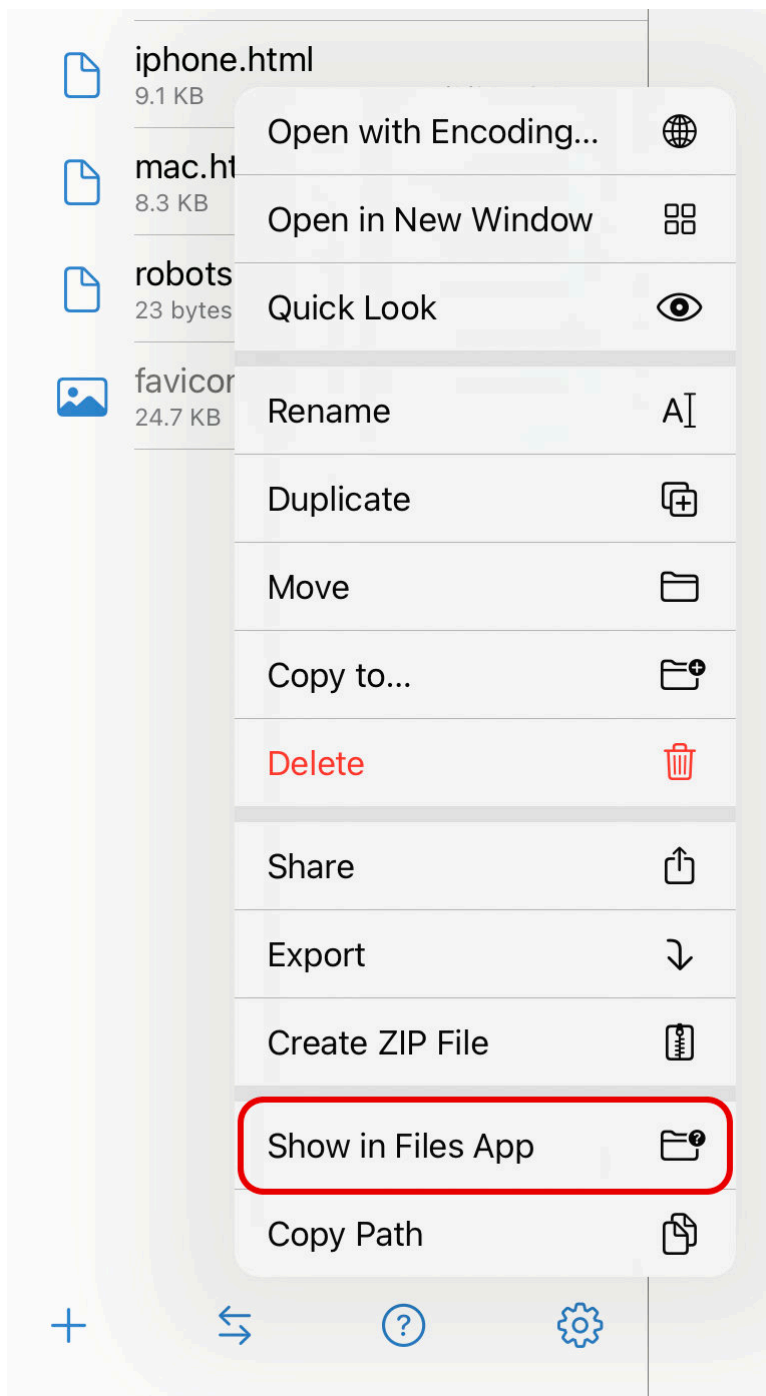 iphone.html
9.1 KB
mac.ht
8.3 KB
robots
23 bytes
favicon
24.7 KB
Open with Encoding...
Open in New Window
Quick Look
Rename
Duplicate
Move
Copy to...
Delete
Share
Export
Create ZIP File
Show in Files App
Copy Path